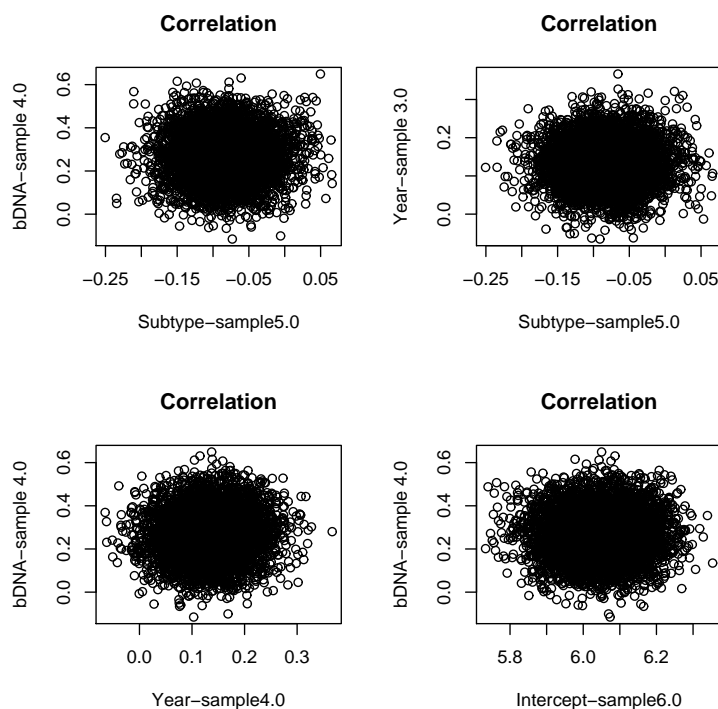 Correlation
bDNA−sample 4.0
0.0 0.2 0.4 0.6
−0.25 −0.15 −0.05 0.05
Subtype−sample5.0
Correlation
Year−sample 3.0
0.0 0.2
−0.25 −0.15 −0.05 0.05
Subtype−sample5.0
Correlation
bDNA−sample 4.0
0.0 0.2 0.4 0.6
0.0 0.1 0.2 0.3
Year−sample4.0
Correlation
bDNA−sample 4.0
0.0 0.2 0.4 0.6
5.8 6.0 6.2
Intercept−sample6.0